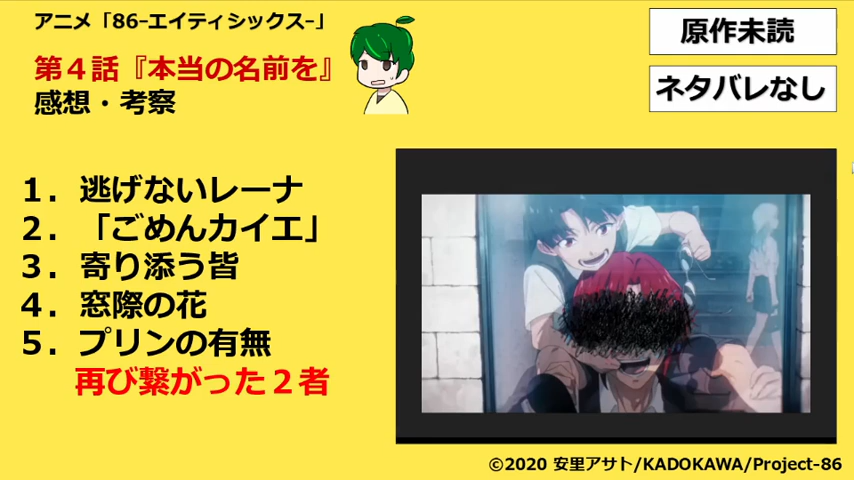 アニメ「86-エイティシックス-」
第４話『本当の名前を』
感想・考察
原作未読
ネタバレなし
１．逃げないレーナ
２．「ごめんカイエ」
３．寄り添う皆
４．窓際の花
５．プリンの有無
再び繋がった２者
©2020 安里アサト/KADOKAWA/Project-86